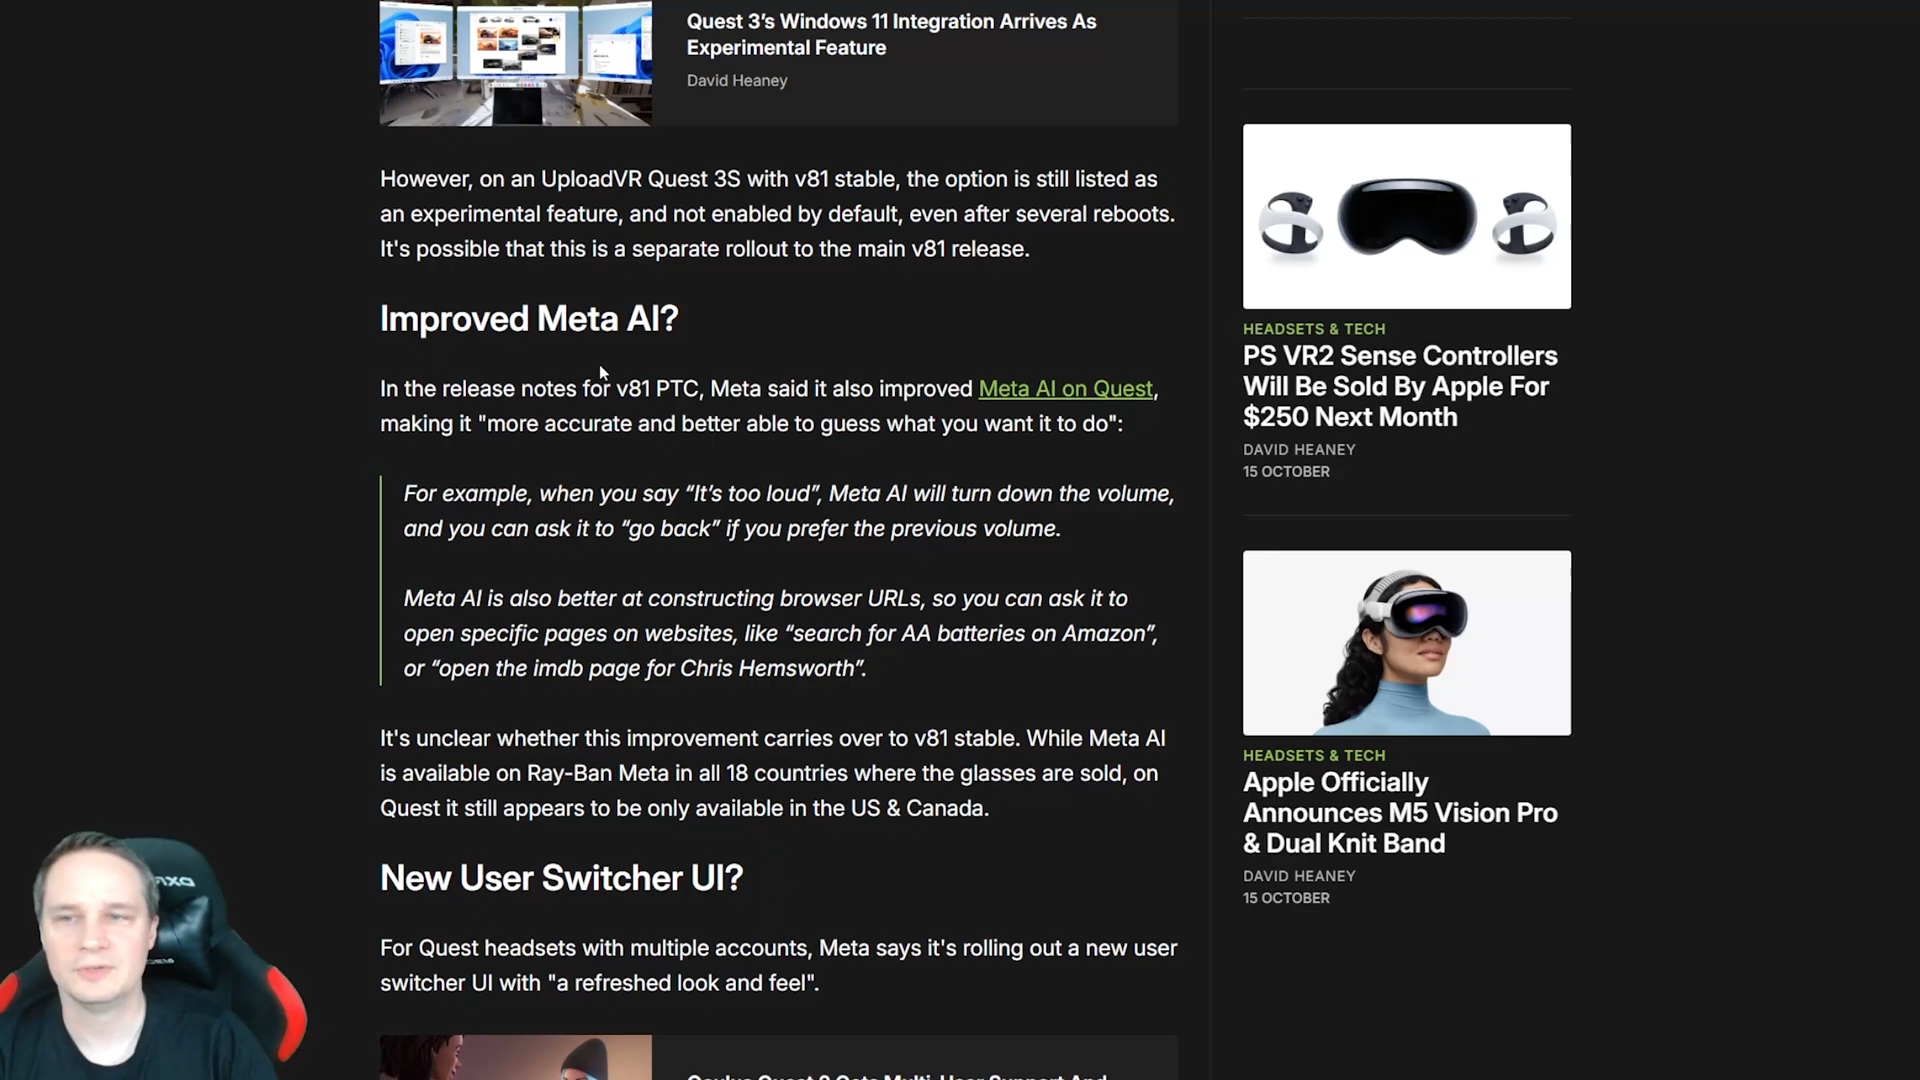 Quest 3’s Windows 11 Integration Arrives As
Experimental Feature
David Heaney
However, on an UploadVR Quest 3S with v81 stable, the option is still listed as
an experimental feature, and not enabled by default, even after several reboots.
It's possible that this is a separate rollout to the main v81 release.
Improved Meta AI?
In the release notes for v81 PTC, Meta said it also improved Meta AI on Quest,
making it "more accurate and better able to guess what you want it to do":
For example, when you say “It’s too loud”, Meta AI will turn down the volume,
and you can ask it to “go back” if you prefer the previous volume.
Meta AI is also better at constructing browser URLs, so you can ask it to
open specific pages on websites, like “search for AA batteries on Amazon”,
or “open the imdb page for Chris Hemsworth”.
It's unclear whether this improvement carries over to v81 stable. While Meta AI
is available on Ray-Ban Meta in all 18 countries where the glasses are sold, on
Quest it still appears to be only available in the US & Canada.
New User Switcher UI?
For Quest headsets with multiple accounts, Meta says it's rolling out a new user
switcher UI with "a refreshed look and feel".
Oculus Quest 2 Gets Multi-User Support And
HEADSETS & TECH
PS VR2 Sense Controllers
Will Be Sold By Apple For
$250 Next Month
DAVID HEANEY
15 OCTOBER
HEADSETS & TECH
Apple Officially
Announces M5 Vision Pro
& Dual Knit Band
DAVID HEANEY
15 OCTOBER